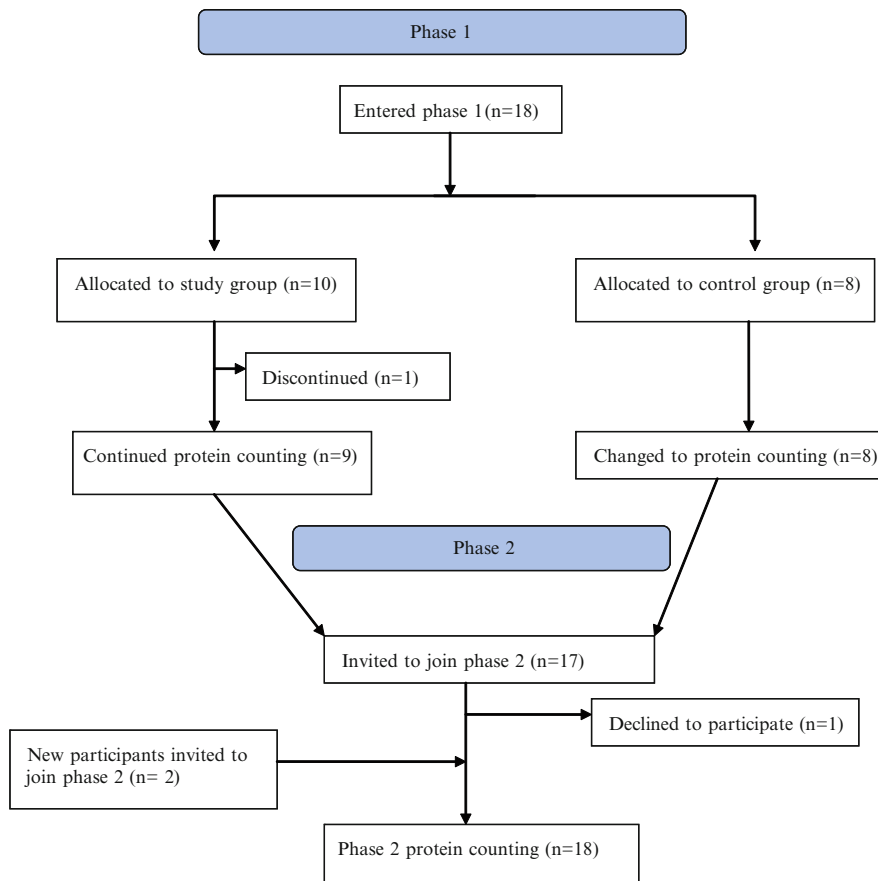 Phase 1
Entered phase 1(n=18)
Allocated to study group (n=10)
Allocated to control group (n=8)
Discontinued (n=1)
Continued protein counting (n=9)
Changed to protein counting (n=8)
Phase 2
Invited to join phase 2 (n=17)
Declined to participate (n=1)
New participants invited to
join phase 2 (n= 2)
Phase 2 protein counting (n=18)